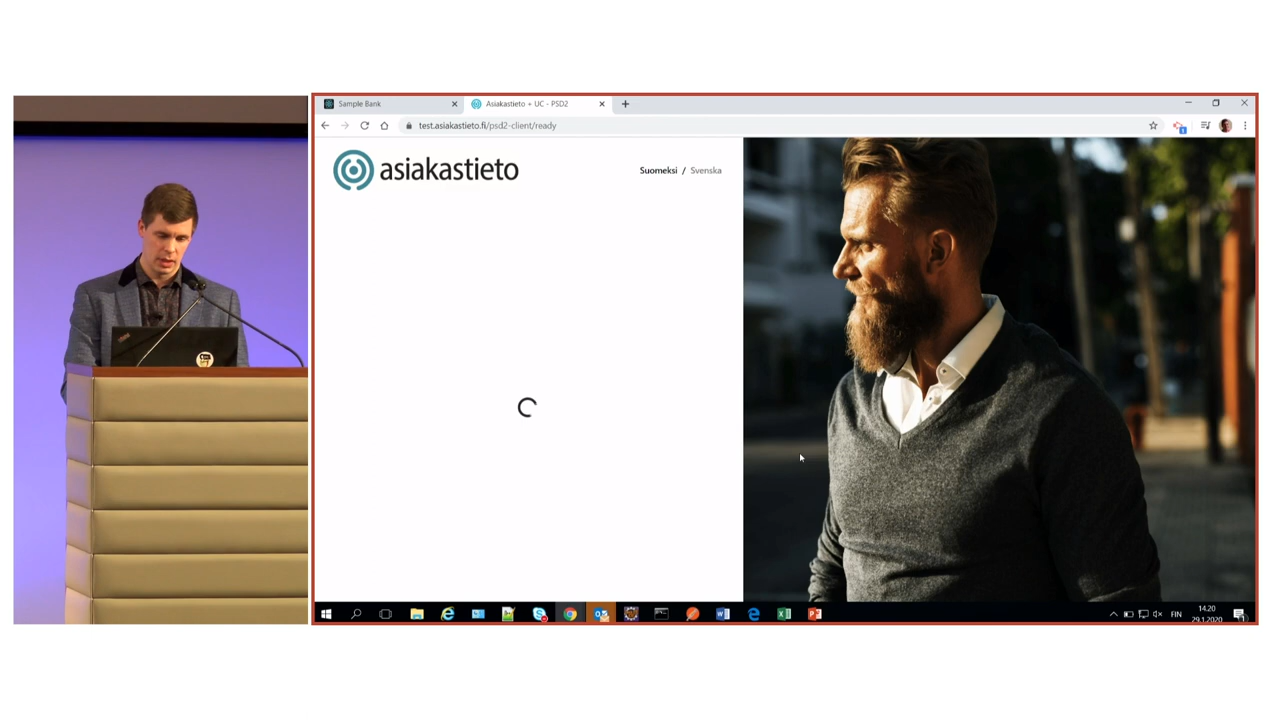 Sample Bank
Asiakastieto + UC - PSD2
test.asiakastieto.fi/psd2-client/ready
asiakastieto
Suomeksi / Svenska
FIN
14.20
29.1.2020